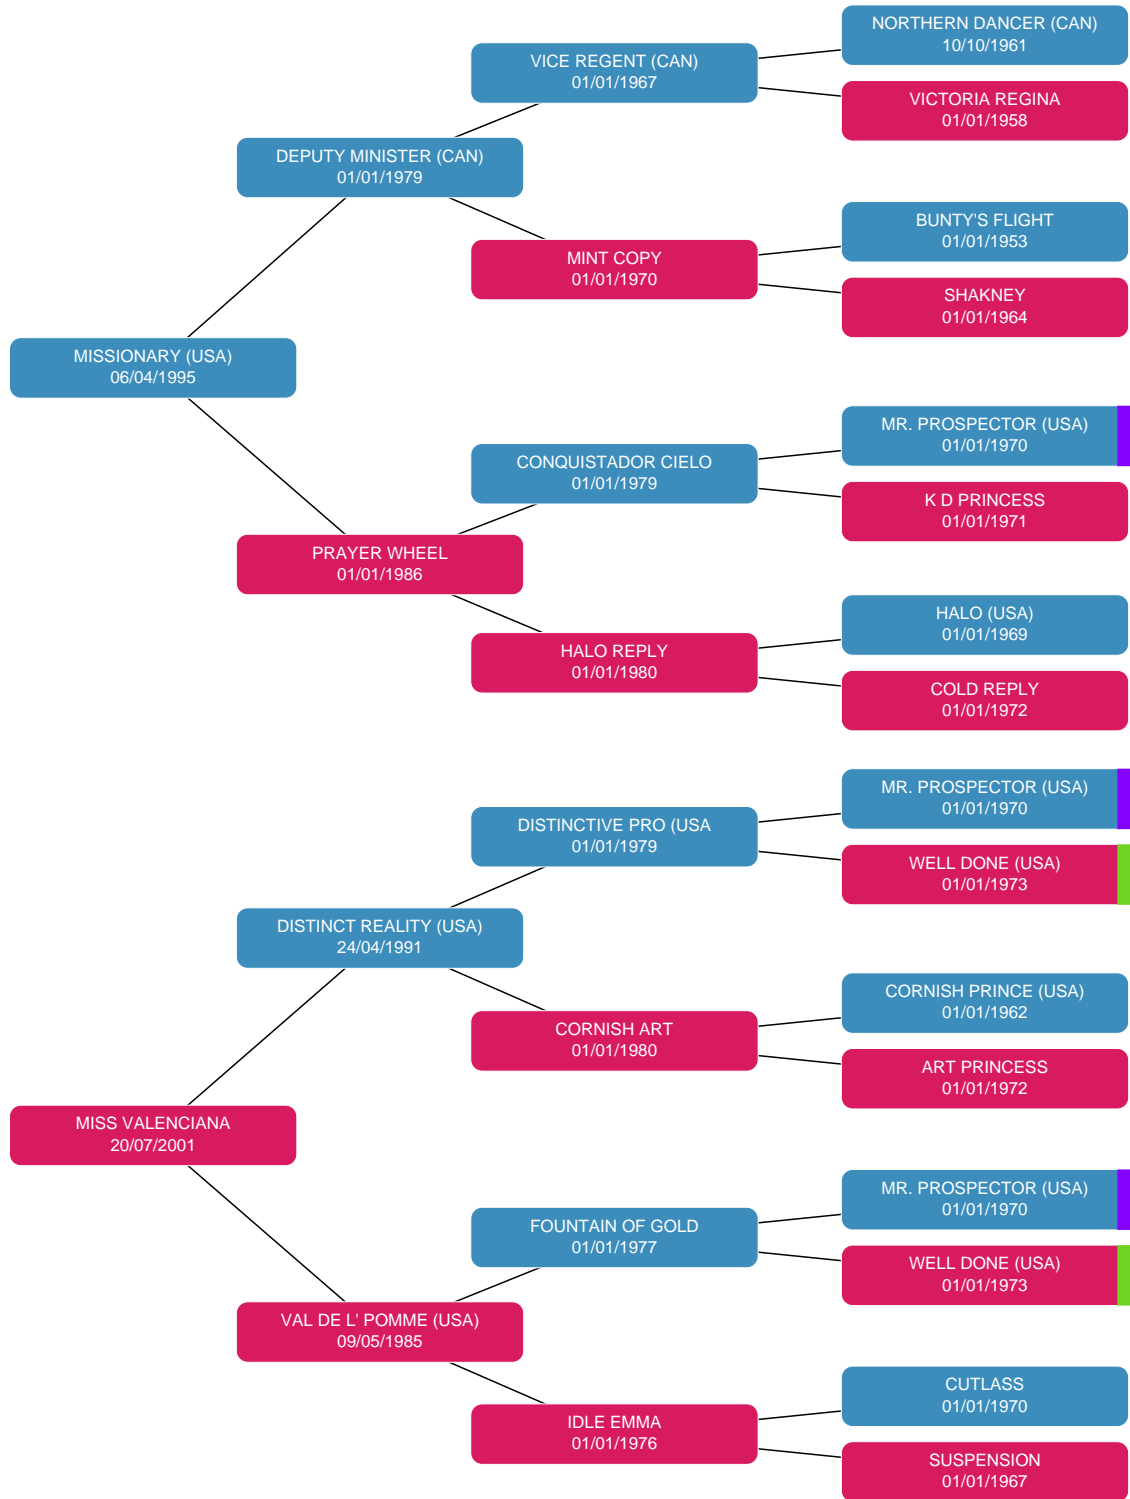 NORTHERN DANCER (CAN)
10/10/1961
VICE REGENT (CAN)
01/01/1967
VICTORIA REGINA
01/01/1958
DEPUTY MINISTER (CAN)
01/01/1979
BUNTY'S FLIGHT
01/01/1953
MINT COPY
01/01/1970
SHAKNEY
01/01/1964
MISSIONARY (USA)
06/04/1995
MR. PROSPECTOR (USA)
01/01/1970
CONQUISTADOR CIELO
01/01/1979
K D PRINCESS
01/01/1971
PRAYER WHEEL
01/01/1986
HALO (USA)
01/01/1969
HALO REPLY
01/01/1980
COLD REPLY
01/01/1972
MR. PROSPECTOR (USA)
01/01/1970
DISTINCTIVE PRO (USA
01/01/1979
WELL DONE (USA)
01/01/1973
DISTINCT REALITY (USA)
24/04/1991
CORNISH PRINCE (USA)
01/01/1962
CORNISH ART
01/01/1980
ART PRINCESS
01/01/1972
MISS VALENCIANA
20/07/2001
MR. PROSPECTOR (USA)
01/01/1970
FOUNTAIN OF GOLD
01/01/1977
WELL DONE (USA)
01/01/1973
VAL DE L' POMME (USA)
09/05/1985
CUTLASS
01/01/1970
IDLE EMMA
01/01/1976
SUSPENSION
01/01/1967